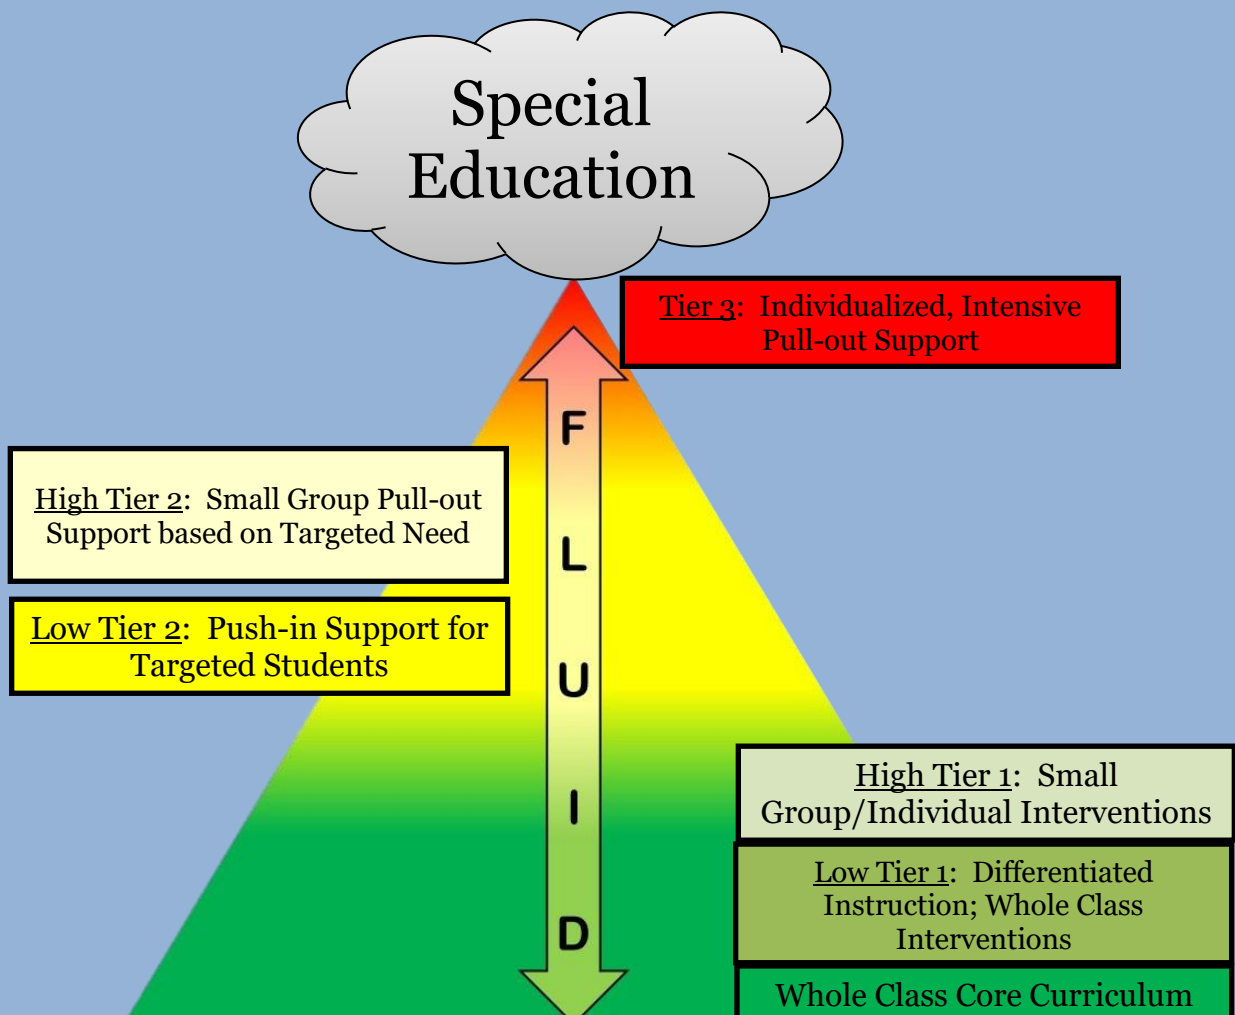 Special
Education
Tier 3:  Individualized, Intensive
Pull-out Support
F
High Tier 2:  Small Group Pull-out
Support based on Targeted Need
L
Low Tier 2:  Push-in Support for
Targeted Students
U
High Tier 1:  Small
Group/Individual Interventions
I
Low Tier 1:  Differentiated
Instruction; Whole Class
Interventions
D
Whole Class Core Curriculum